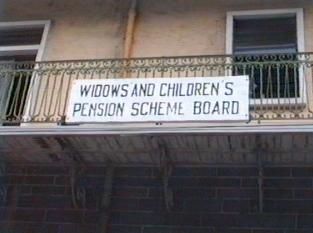 WIDOWS AND CHILDREN'S
PENSION SCHEME BOARD